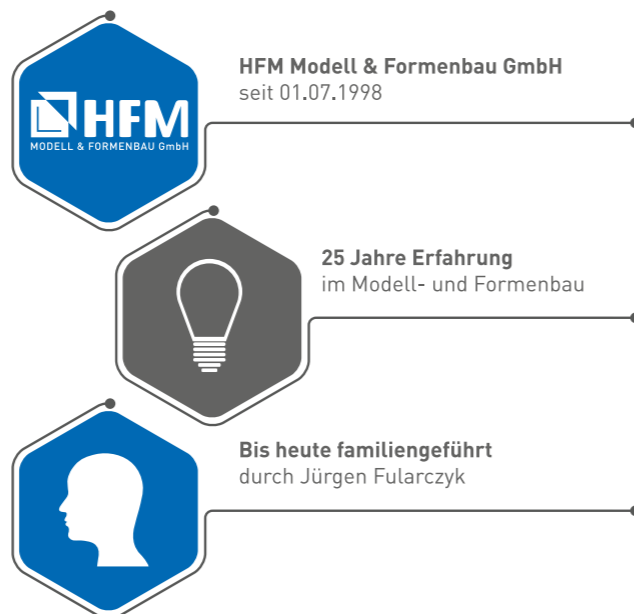 HFM
MODELL & FORMENBAU GmbH
HFM Modell & Formenbau GmbH
seit 01.07.1998
25 Jahre Erfahrung
im Modell- und Formenbau
Bis heute familiengeführt
durch Jürgen Fularczyk